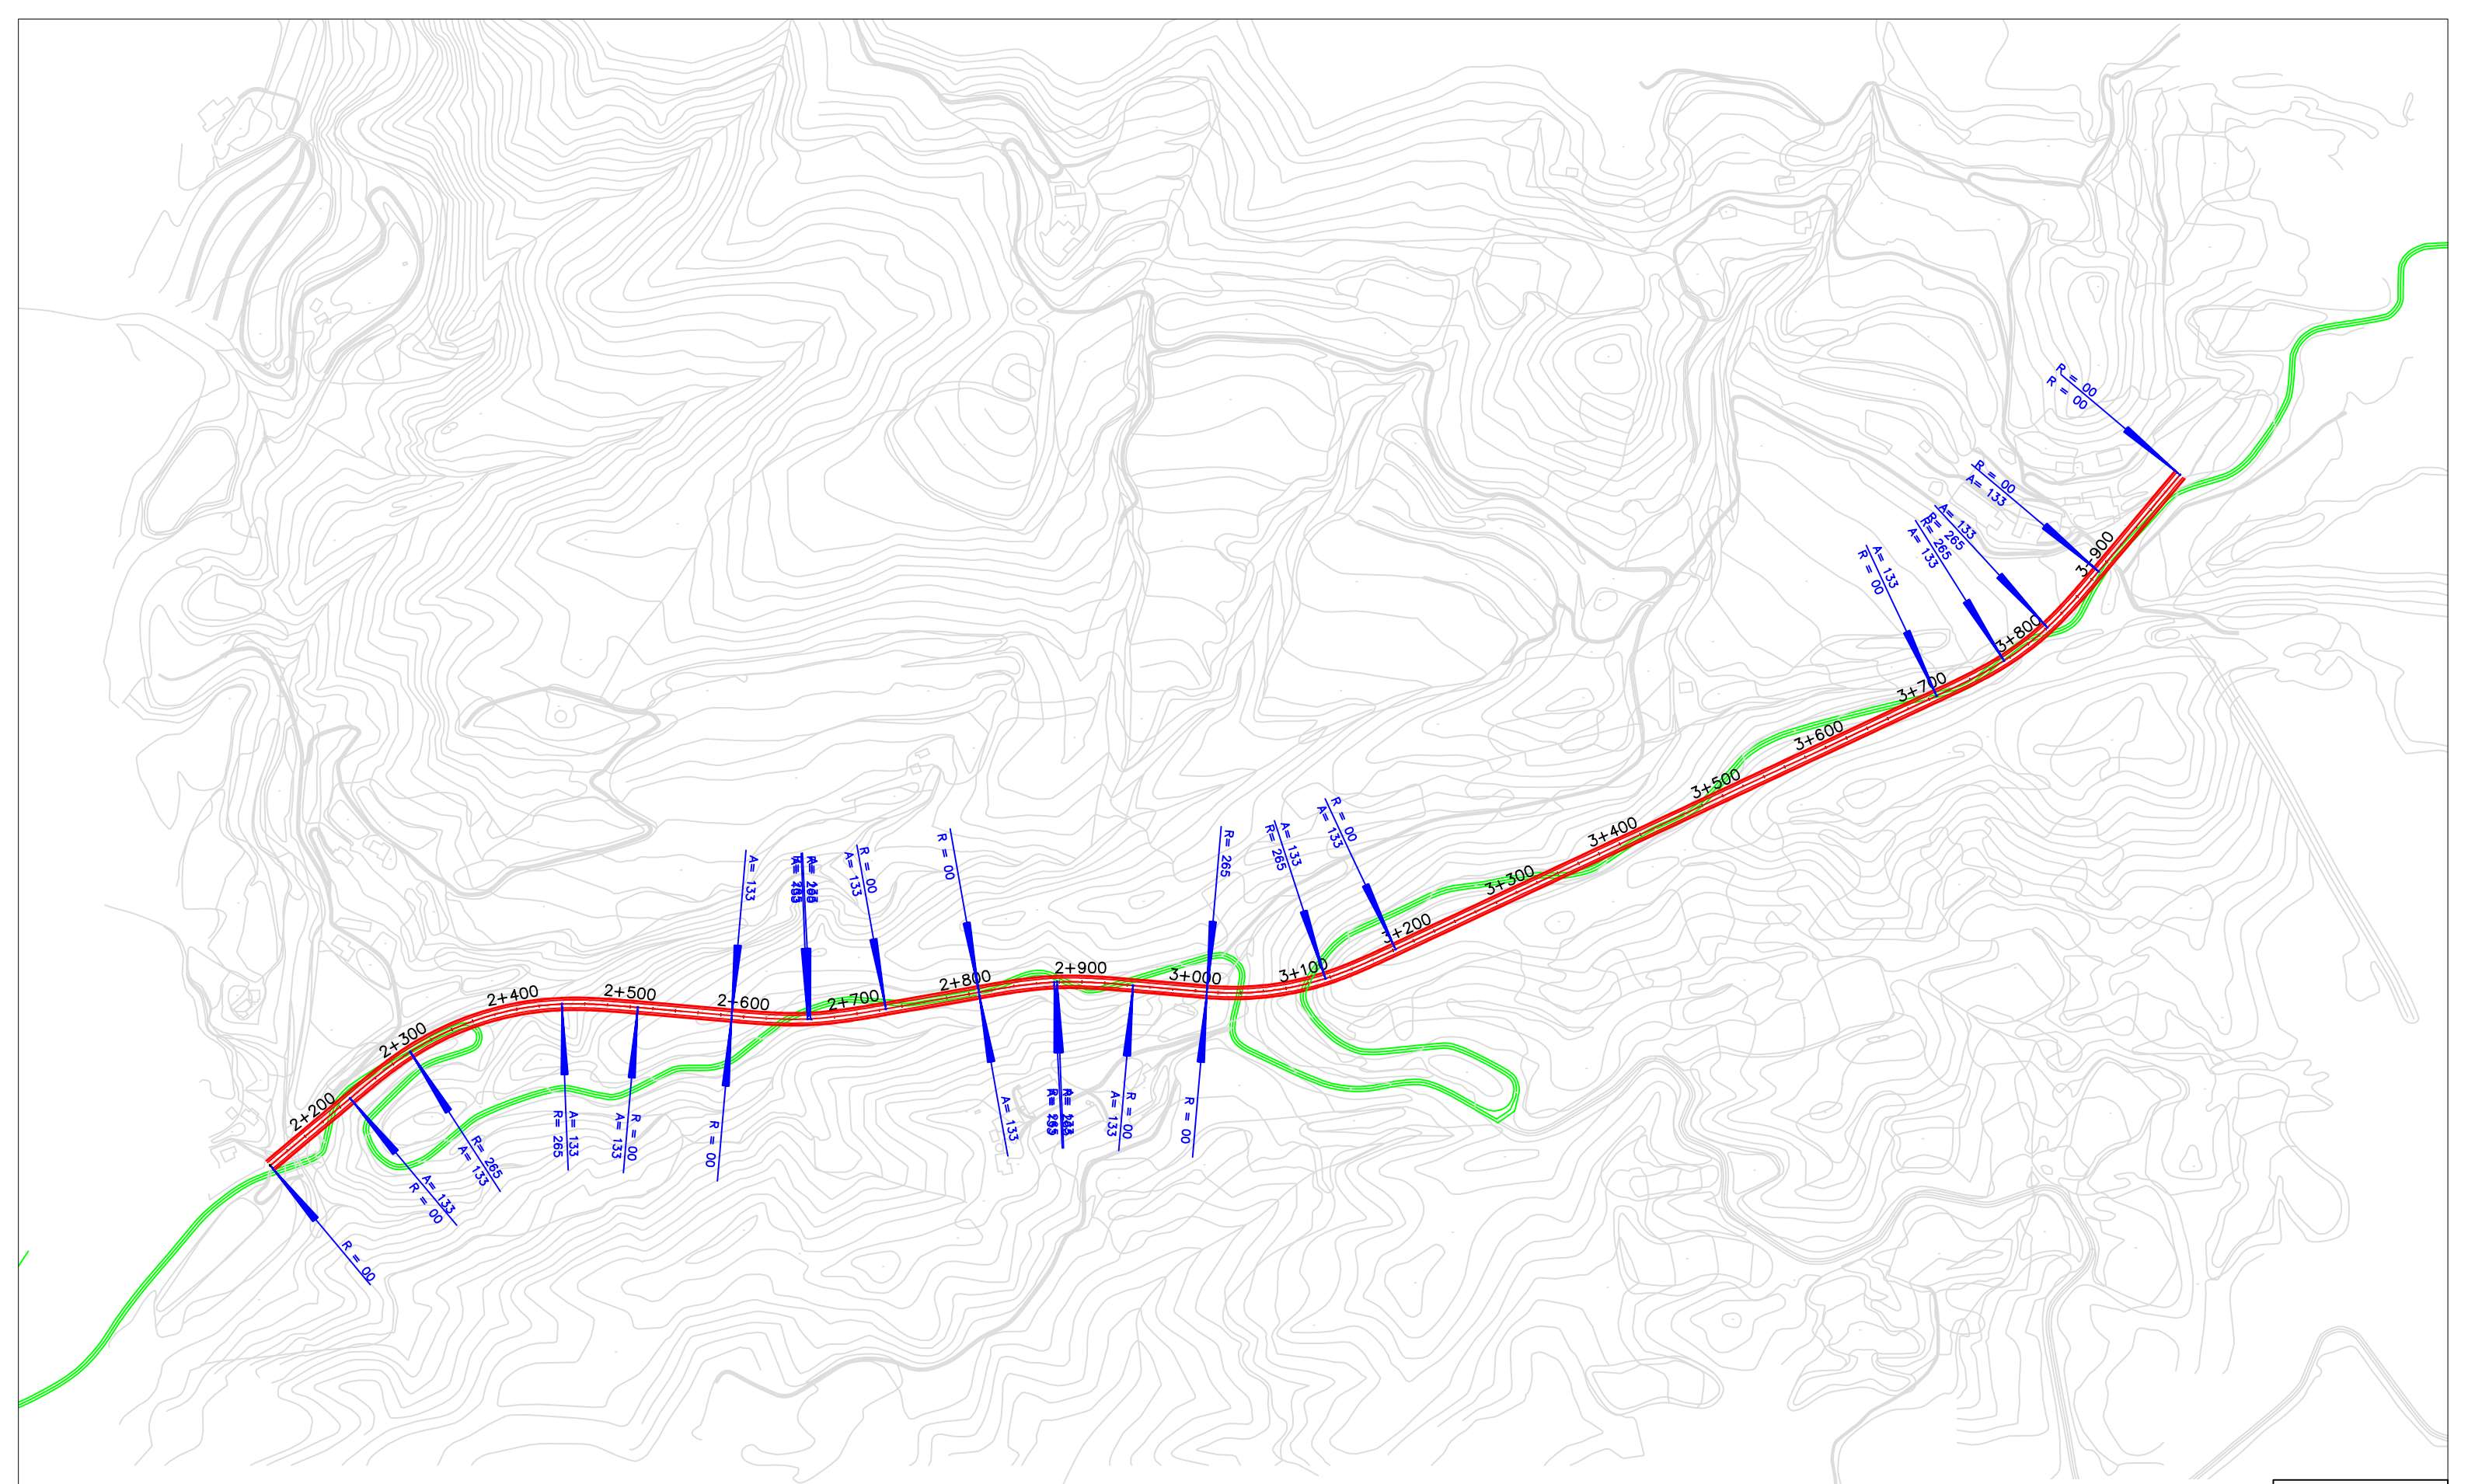 2+200
2+300
2+400
2+500
2+600
2+700
2+800
2+900
3+000
3+100
3+200
3+300
3+400
3+500
3+600
3+700
3+800
3+900
R = 00
A= 133
R = 00
R= 265
A= 133
A= 133
R= 265
R = 00
A= 133
A= 133
R = 00
R = 00
A= 133
R = 00
A= 133
R = 00
A= 133
R= 265
R = 00
A= 133
R= 265
R = 00
A= 133
A= 133
R = 00
R= 265
A= 133
A= 133
R= 265
R = 00
A= 133
R = 00
R = 00